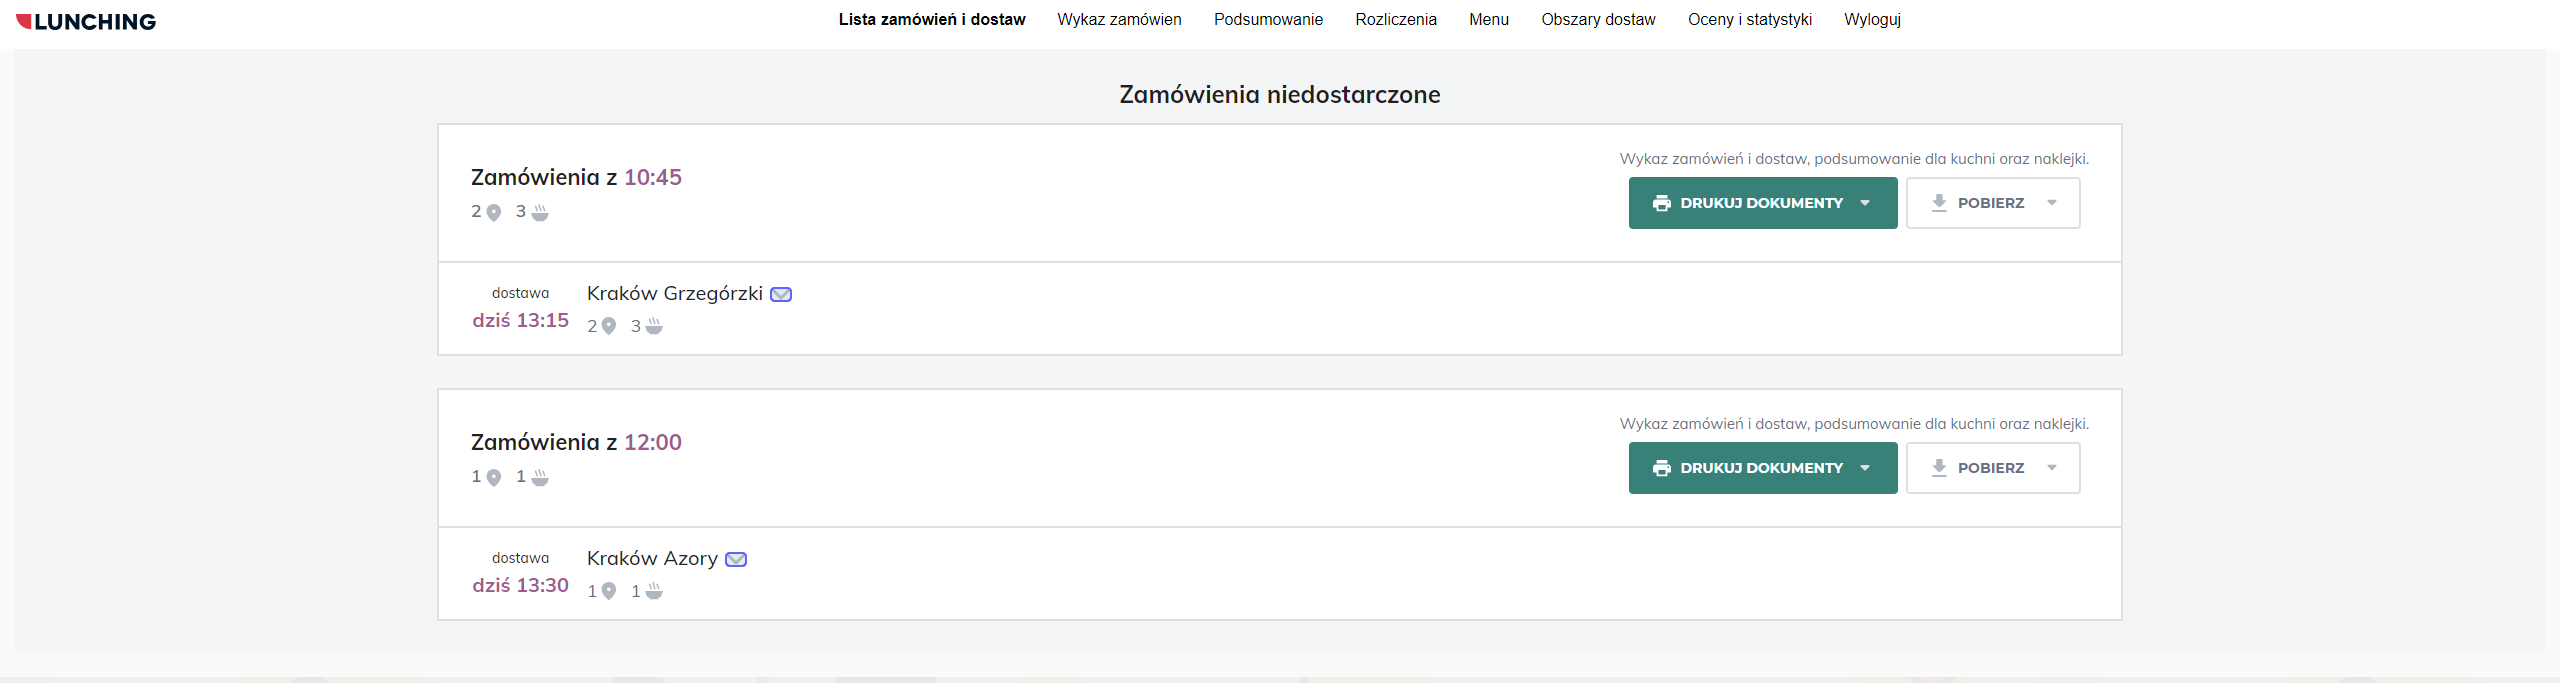 LUNCHING
Lista zamówień i dostaw Wykaz zamówien Podsumowanie Rozliczenia Menu Obszary dostaw Oceny i statystyki Wyloguj
Zamówienia niedostarczone
Zamówienia z 10:45
2 3
Wykaz zamówień i dostaw, podsumowanie dla kuchni oraz naklejki.
DRUKUJ DOKUMENTY POBIERZ
dostawa
dziś 13:15
Kraków Grzegórzki
2 3
Zamówienia z 12:00
1 1
Wykaz zamówień i dostaw, podsumowanie dla kuchni oraz naklejki.
DRUKUJ DOKUMENTY POBIERZ
dostawa
dziś 13:30
Kraków Azory
1 1